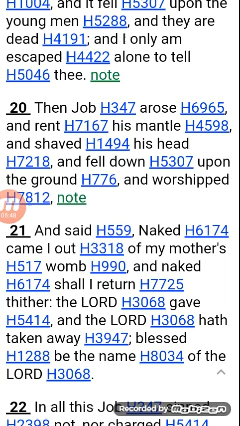 H1004, and it fell H5307 upon the
young men H5288, and they are
dead H4191; and I only am
escaped H4422 alone to tell
H5046 thee. note
20 Then Job H347 arose H6965,
and rent H7167 his mantle H4598,
and shaved H1494 his head
H7218, and fell down H5307 upon
the ground H776, and worshipped
H7812, note
21 And said H559, Naked H6174
came I out H3318 of my mother's
H517 womb H990, and naked
H6174 shall I return H7725
thither: the LORD H3068 gave
H5414, and the LORD H3068 hath
taken away H3947; blessed
H1288 be the name H8034 of the
LORD H3068.
22 In all this Job H347 sinned
Recorded by
H2398 not, nor charged H5414